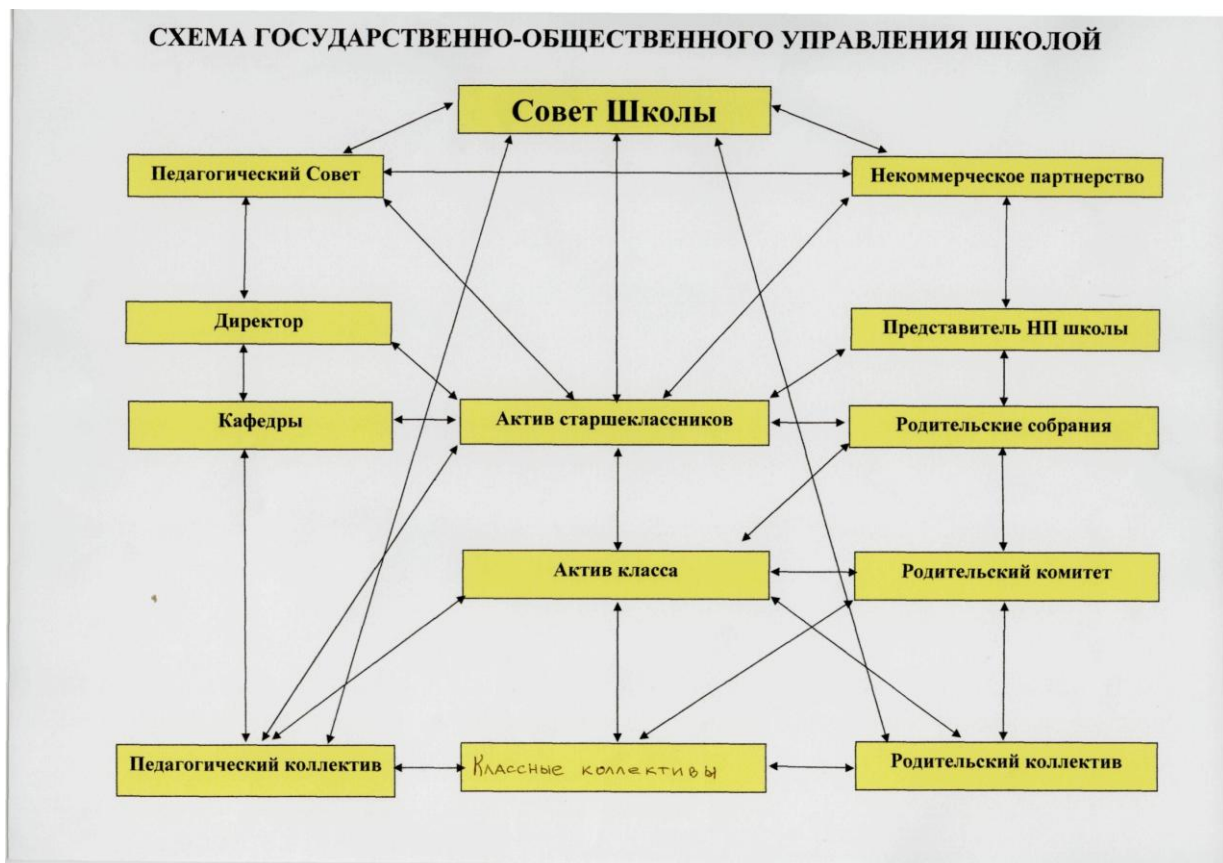 СХЕМА ГОСУДАРСТВЕННО-ОБЩЕСТВЕННОГО УПРАВЛЕНИЯ ШКОЛОЙ
Совет Школы
Педагогический Совет
Некоммерческое партнерство
Директор
Представитель НП школы
Кафедры
Актив старшеклассников
Родительские собрания
Актив класса
Родительский комитет
Педагогический коллектив
Классные коллективы
Родительский коллектив